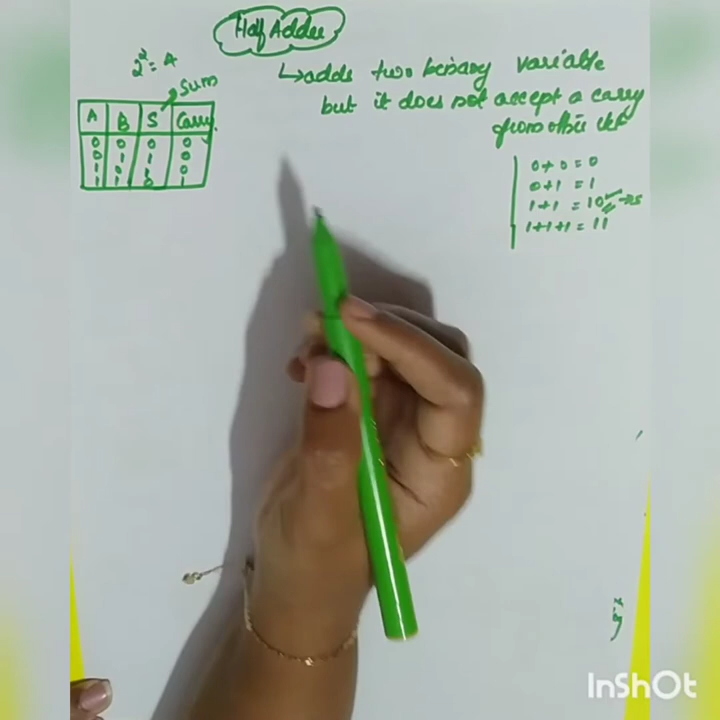 Half Adder
2² = 4
↳ adds two binary variable
but it does not accept a carry
from other ckt
→ Sum
A B S Carry
0 0 0 0
0 1 1 0
1 0 1 0
1 1 0 1
0 + 0 = 0
0 + 1 = 1
1 + 1 = 10
1 + 1 + 1 = 11
InShOt